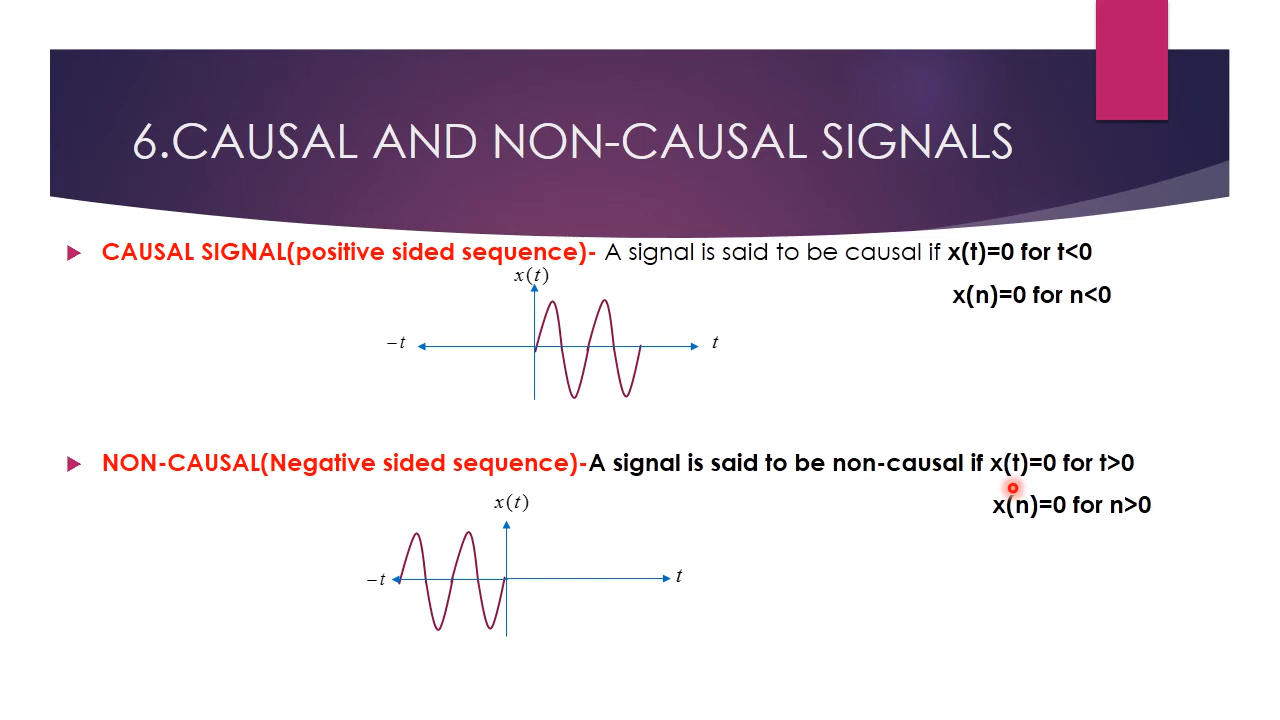 6.CAUSAL AND NON-CAUSAL SIGNALS
CAUSAL SIGNAL(positive sided sequence)- A signal is said to be causal if x(t)=0 for t<0
x(n)=0 for n<0
x(t)
−t
t
NON-CAUSAL(Negative sided sequence)-A signal is said to be non-causal if x(t)=0 for t>0
x(n)=0 for n>0
x(t)
−t
t